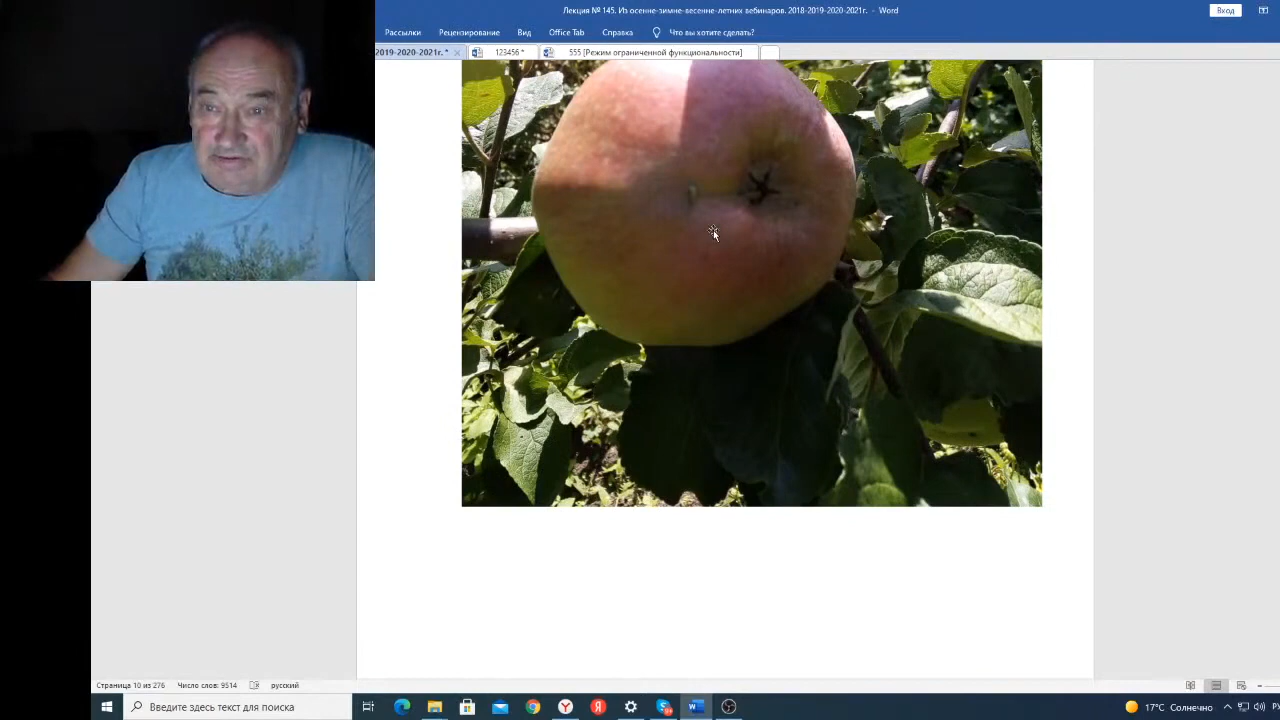 Лекция № 145. Из осенне-зимне-весенне-летних вебинаров. 2018-2019-2020-2021г. - Word
Вход
Рассылки Рецензирование Вид Office Tab Справка Что вы хотите сделать?
2019-2020-2021г. * 123456 * 555 [Режим ограниченной функциональности]
Страница 10 из 276 Число слов: 9514 русский
Введите здесь текст для поиска
17°C Солнечно